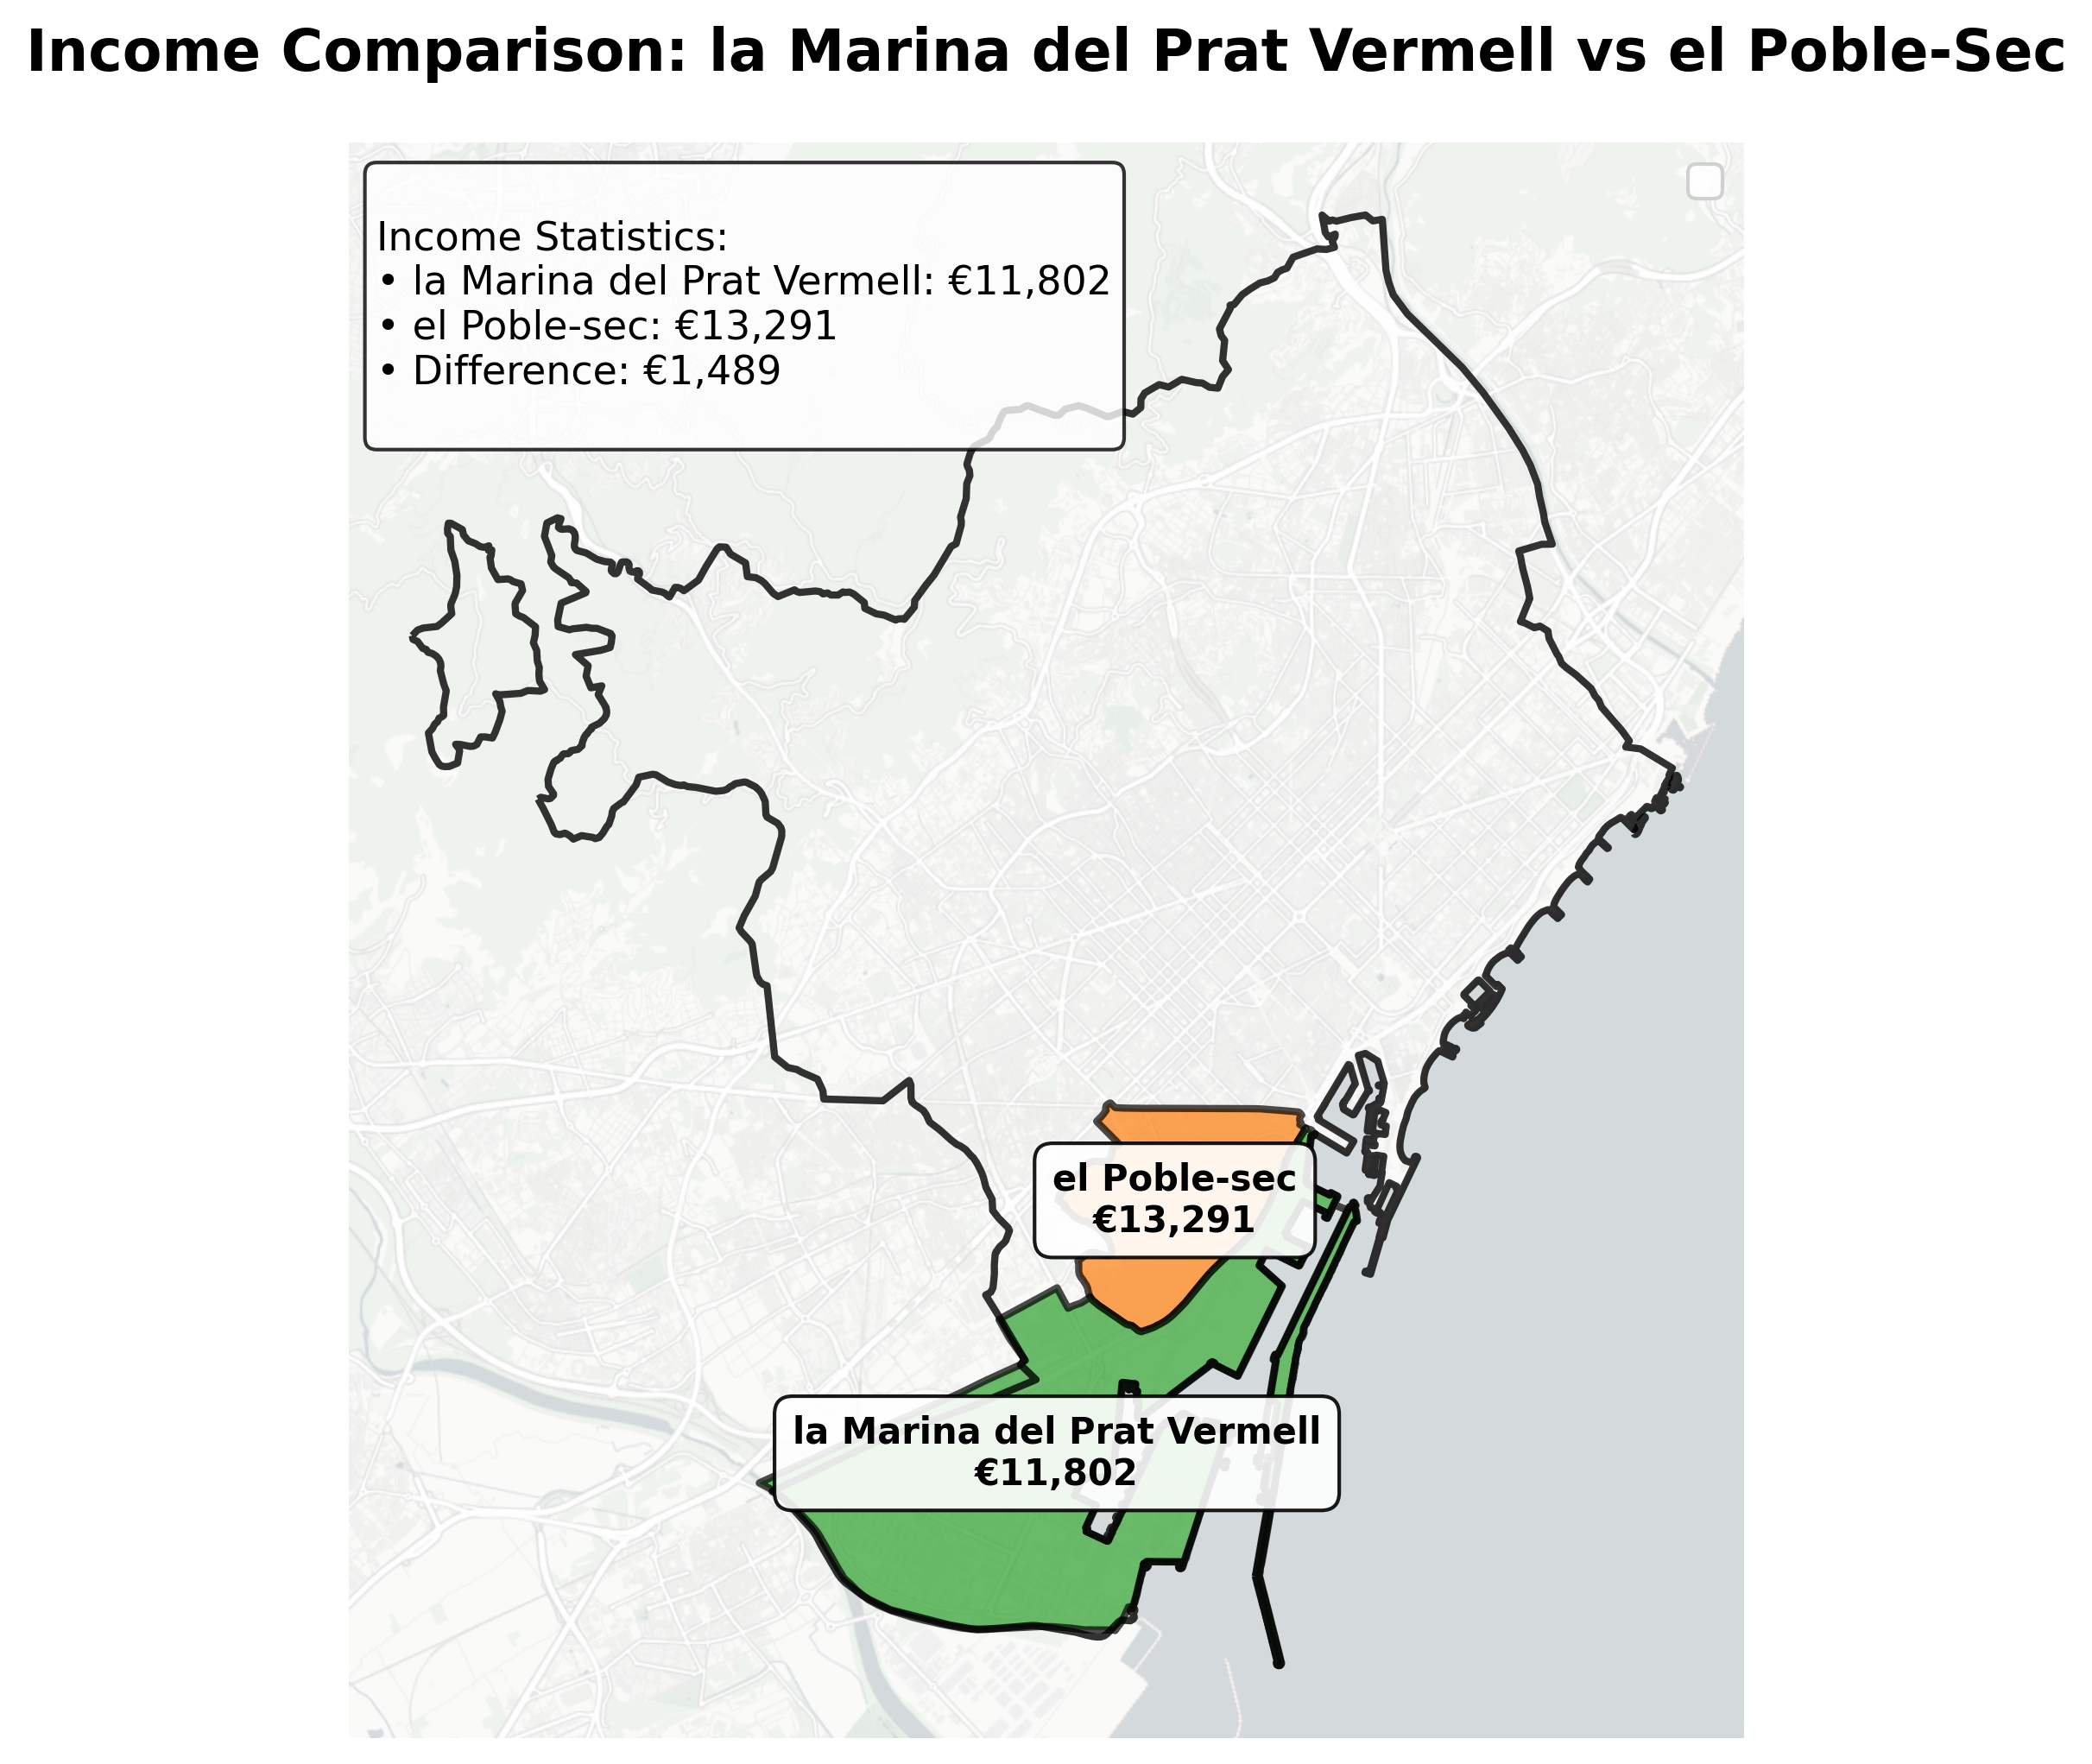 Income Comparison: la Marina del Prat Vermell vs el Poble-Sec
Income Statistics:
• la Marina del Prat Vermell: €11,802
• el Poble-sec: €13,291
• Difference: €1,489
el Poble-sec
€13,291
la Marina del Prat Vermell
€11,802